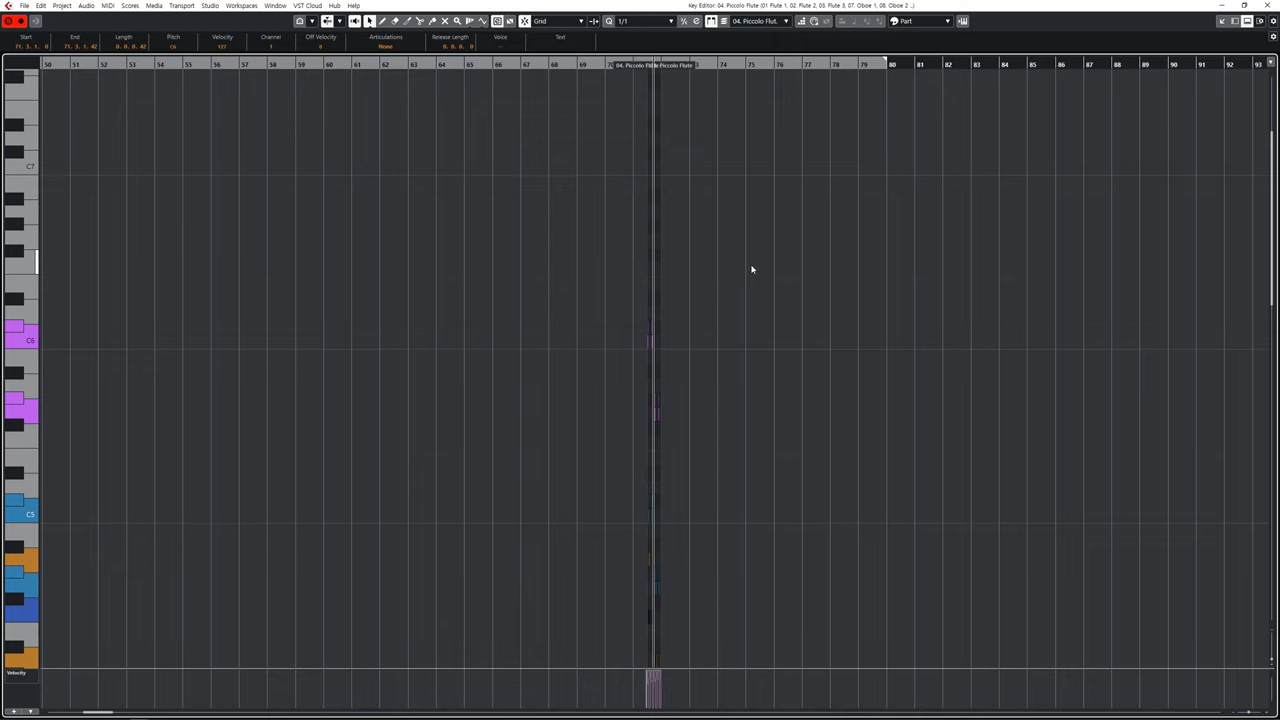 Key Editor: 04. Piccolo Flute (01 Flute 1, 02. Flute 2, 03. Flute 3, 07. Oboe 1, 08. Oboe 2 ..)
File Edit Project Audio MIDI Scores Media Transport Studio Workspaces Window VST Cloud Hub Help
Grid 1/1 04. Piccolo Flut. Part
Start End Length Pitch Velocity Channel Off Velocity Articulations Release Length Voice Text
71. 3. 1. 0 71. 3. 1. 42 0. 0. 0. 42 C6 127 1 0 None 0. 0. 0. 0 -
50 51 52 53 54 55 56 57 58 59 60 61 62 63 64 65 66 67 68 69 74 75 76 77 78 79 80 81 82 83 84 85 86 87 88 89 90 91 92 93
04. Piccolo Piccolo Flute
C7
C6
C5
Velocity